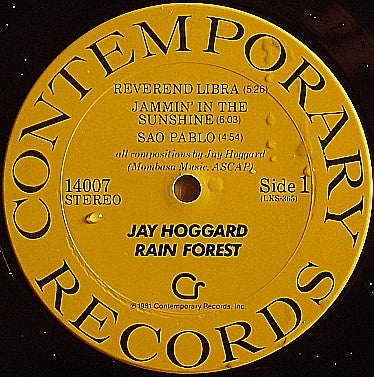 CONTEMPORARY RECORDS
REVEREND LIBRA (5:26)
JAMMIN' IN THE
SUNSHINE (6:03)
SAO PABLO (4:54)
all compositions by Jay Hoggard
(Mombasa Music, ASCAP)
14007
STEREO
Side 1
(LKS-365)
JAY HOGGARD
RAIN FOREST
Cr
℗1981 Contemporary Records, Inc.